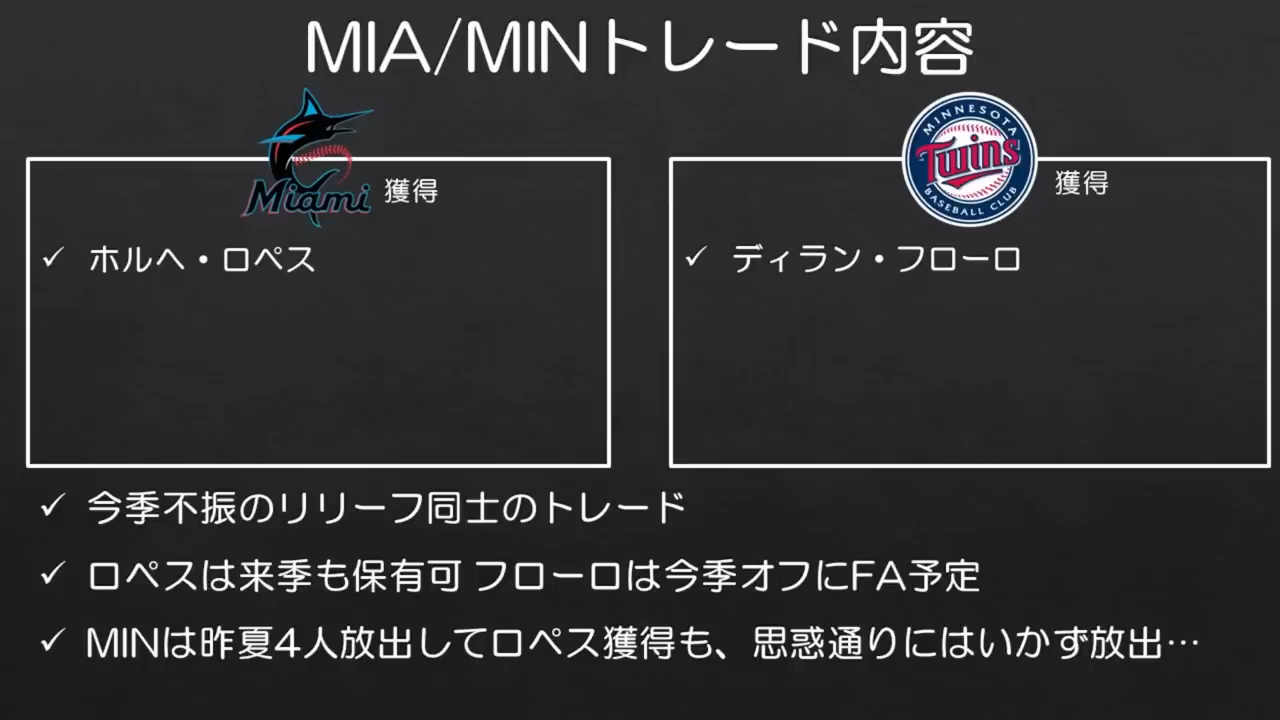 MIA/MINトレード内容
Miami 獲得
✓ ホルヘ・ロペス
MINNESOTA
Twins
BASEBALL CLUB
獲得
✓ ディラン・フローロ
✓ 今季不振のリリーフ同士のトレード
✓ ロペスは来季も保有可 フローロは今季オフにFA予定
✓ MINは昨夏4人放出してロペス獲得も、思惑通りにはいかず放出…